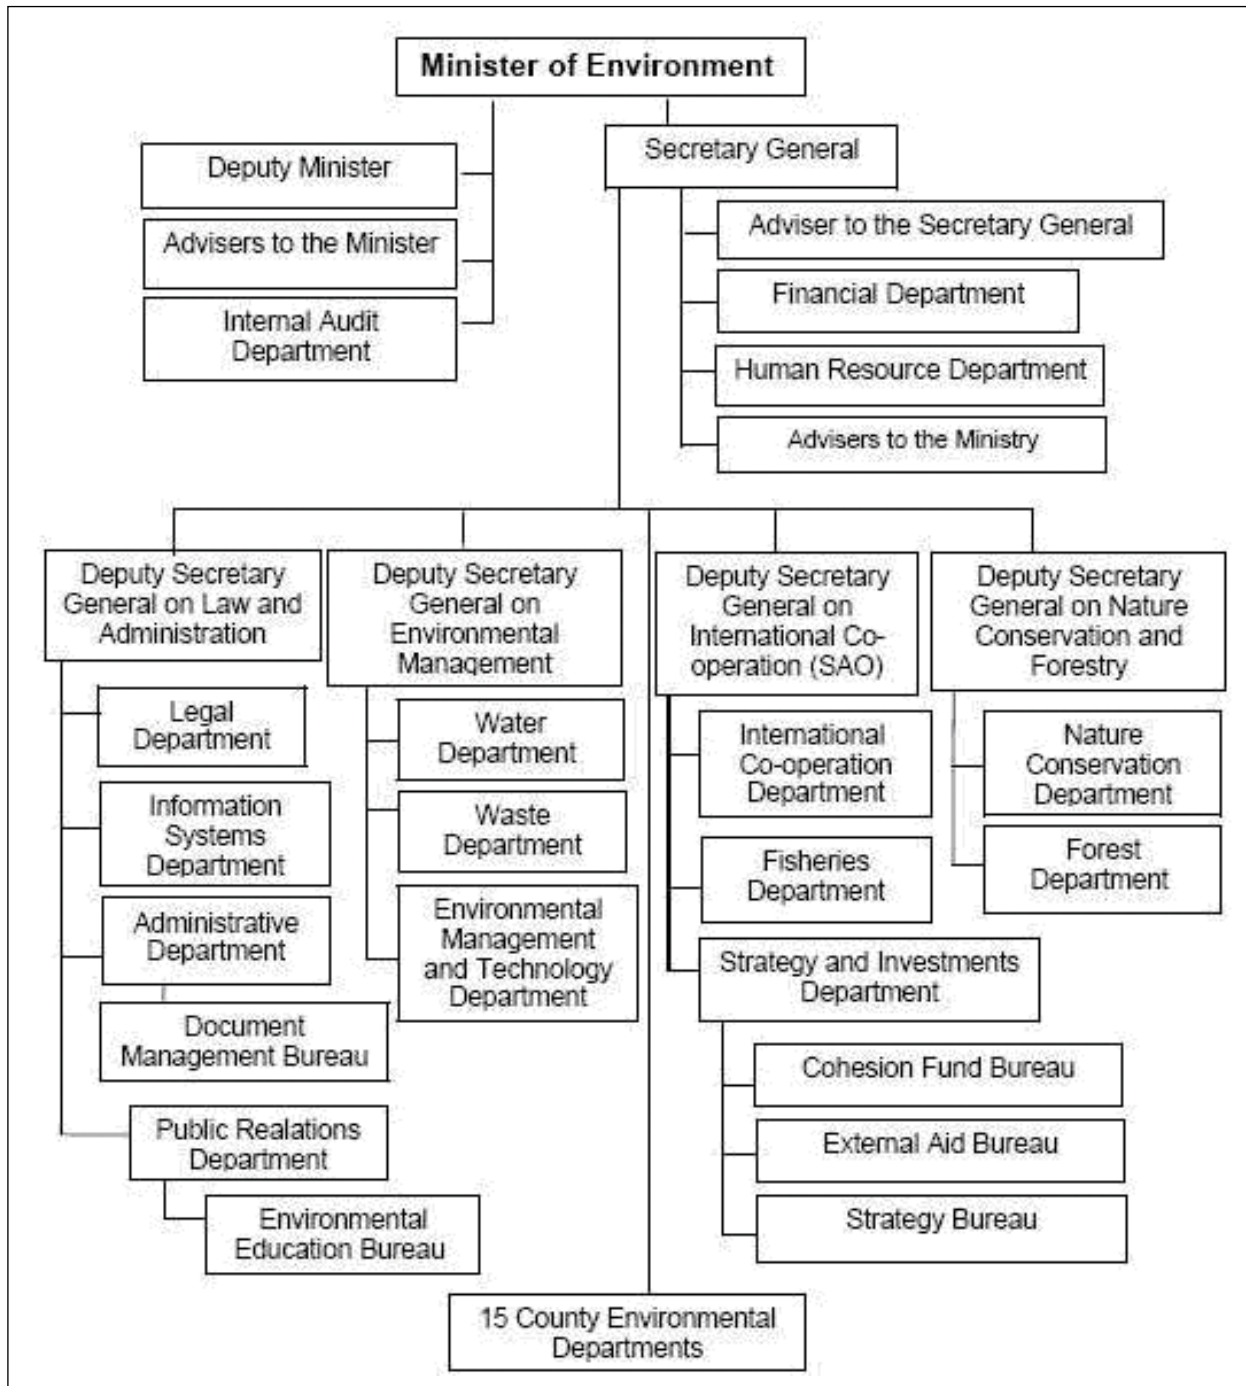 Minister of Environment
Deputy Minister
Advisers to the Minister
Internal Audit
Department
Secretary General
Adviser to the Secretary General
Financial Department
Human Resource Department
Advisers to the Ministry
Deputy Secretary
General on Law and
Administration
Legal
Department
Information
Systems
Department
Administrative
Department
Document
Management Bureau
Public Realations
Department
Environmental
Education Bureau
Deputy Secretary
General on
Environmental
Management
Water
Department
Waste
Department
Environmental
Management
and Technology
Department
Deputy Secretary
General on
International Co-
operation (SAO)
International
Co-operation
Department
Fisheries
Department
Strategy and Investments
Department
Cohesion Fund Bureau
External Aid Bureau
Strategy Bureau
Deputy Secretary
General on Nature
Conservation and
Forestry
Nature
Conservation
Department
Forest
Department
15 County Environmental
Departments